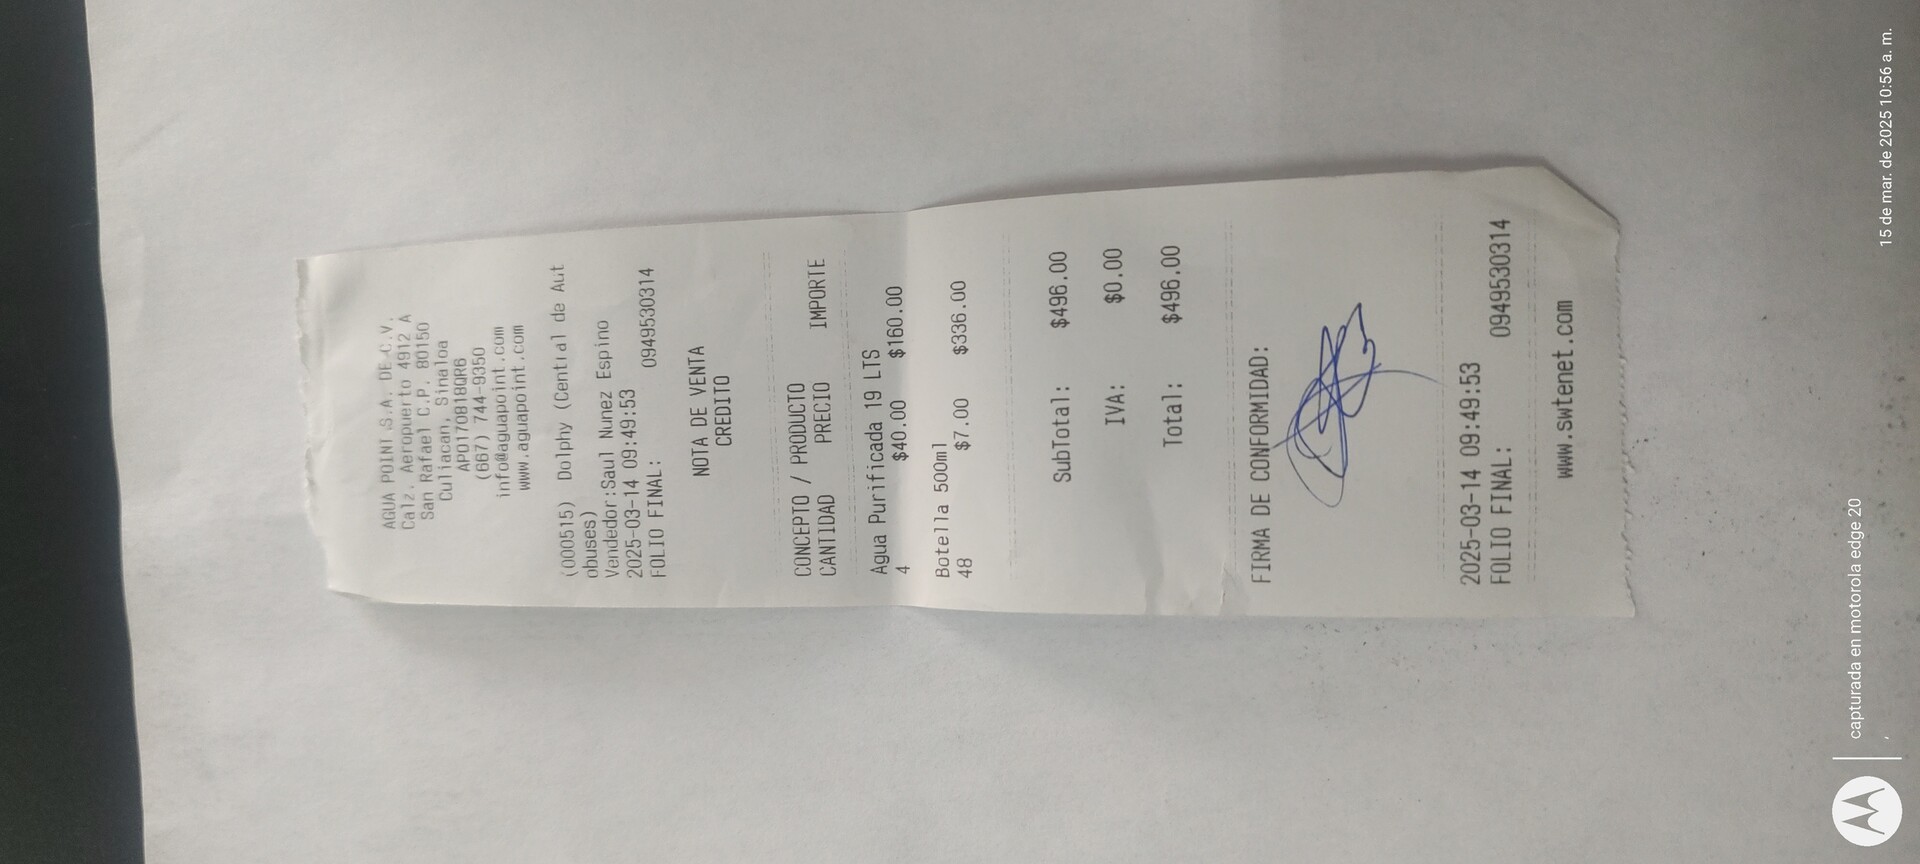 AGUA POINT S.A. DE C.V.
Calz. Aeropuerto 4912 A
San Rafael C.P. 80150
Culiacan, Sinaloa
APO170818QR6
(667) 744-9350
info@aguapoint.com
www.aguapoint.com
(000515) Dolphy (Central de Aut
obuses)
Vendedor:Saul Nunez Espino
2025-03-14 09:49:53
FOLIO FINAL: 0949530314
NOTA DE VENTA
CREDITO
CONCEPTO / PRODUCTO
CANTIDAD PRECIO IMPORTE
Agua Purificada 19 LTS
4 $40.00 $160.00
Botella 500ml
48 $7.00 $336.00
SubTotal: $496.00
IVA: $0.00
Total: $496.00
FIRMA DE CONFORMIDAD:
2025-03-14 09:49:53
FOLIO FINAL: 0949530314
www.swtenet.com
capturada en motorola edge 20
, 15 de mar. de 2025 10:56 a. m.